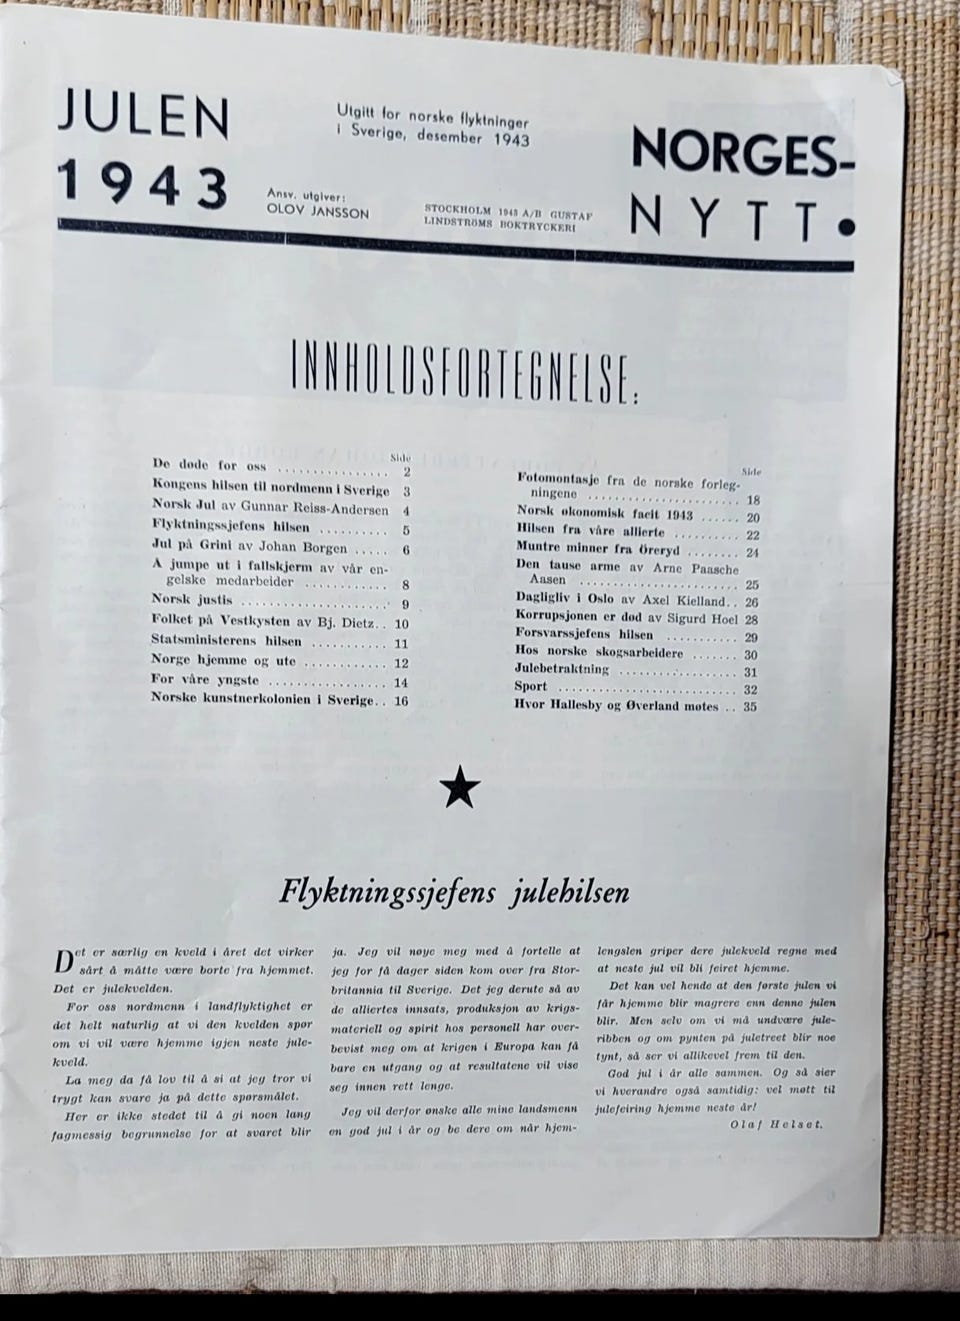 JULEN
1943
Utgitt for norske flyktninger
i Sverige, desember 1943
Ansv. utgiver:
OLOV JANSSON
STOCKHOLM 1943 A/B GUSTAF
LINDSTRÖMS BOKTRYCKERI
NORGES-
NYTT•
INNHOLDSFORTEGNELSE:
Side
De døde for oss ................ 2
Kongens hilsen til nordmenn i Sverige 3
Norsk Jul av Gunnar Reiss-Andersen 4
Flyktningssjefens hilsen .......... 5
Jul på Grini av Johan Borgen ..... 6
Å jumpe ut i fallskjerm av vår en-
gelske medarbeider ............ 8
Norsk justis ...................... 9
Folket på Vestkysten av Bj. Dietz.. 10
Statsministerens hilsen ........... 11
Norge hjemme og ute ............ 12
For våre yngste ................. 14
Norske kunstnerkolonien i Sverige.. 16
Side
Fotomontasje fra de norske forleg-
ningene ...................... 18
Norsk økonomisk facit 1943 ...... 20
Hilsen fra våre allierte .......... 22
Muntre minner fra Öreryd ........ 24
Den tause arme av Arne Paasche
Aasen ....................... 25
Dagligliv i Oslo av Axel Kielland.. 26
Korrupsjonen er død av Sigurd Hoel 28
Forsvarssjefens hilsen .......... 29
Hos norske skogsarbeidere ....... 30
Julebetraktning ................. 31
Sport .......................... 32
Hvor Hallesby og Øverland møtes .. 35
Flyktningssjefens julehilsen
Det er særlig en kveld i året det virker
sårt å måtte være borte fra hjemmet.
Det er julekvelden.
For oss nordmenn i landflyktighet er
det helt naturlig at vi den kvelden spør
om vi vil være hjemme igjen neste jule-
kveld.
La meg da få lov til å si at jeg tror vi
trygt kan svare ja på dette spørsmålet.
Her er ikke stedet til å gi noen lang
fagmessig begrunnelse for at svaret blir
ja. Jeg vil nøye meg med å fortelle at
jeg for få dager siden kom over fra Stor-
britannia til Sverige. Det jeg derute så av
de alliertes innsats, produksjon av krigs-
materiell og spirit hos personell har over-
bevist meg om at krigen i Europa kan få
bare en utgang og at resultatene vil vise
seg innen rett lenge.
Jeg vil derfor ønske alle mine landsmenn
en god jul i år og be dere om når hjem-
lengslen griper dere julekveld regne med
at neste jul vil bli feiret hjemme.
Det kan vel hende at den første julen vi
får hjemme blir magrere enn denne julen
blir. Men selv om vi må undvære jule-
ribben og om pynten på juletreet blir noe
tynt, så ser vi allikevel frem til den.
God jul i år alle sammen. Og så sier
vi hverandre også samtidig: vel møtt til
julefeiring hjemme neste år!
Olaf Helset.